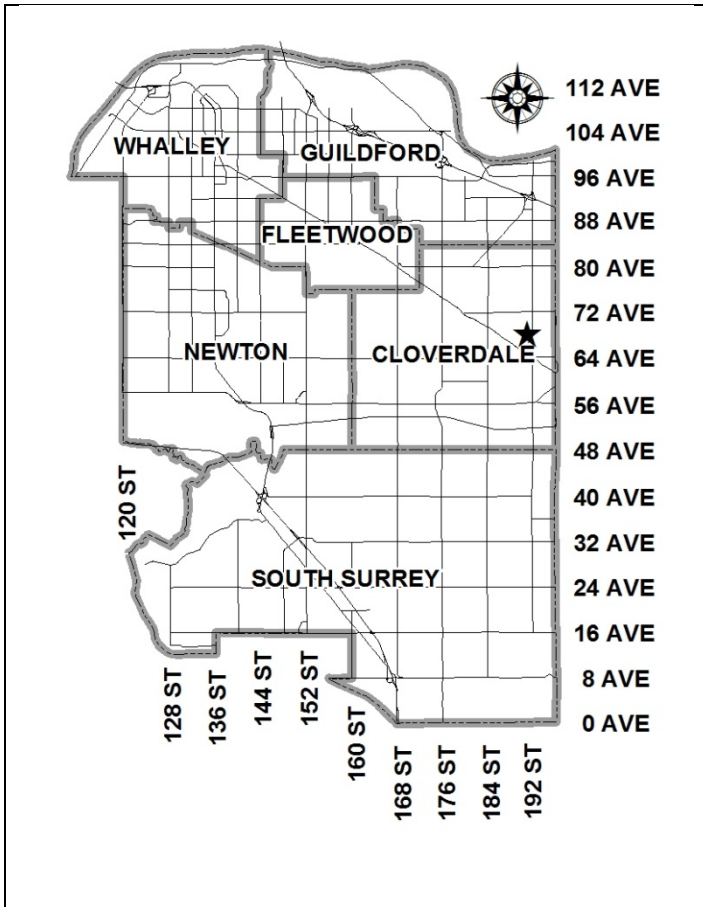 112 AVE
104 AVE
WHALLEY
GUILDFORD
96 AVE
88 AVE
FLEETWOOD
80 AVE
72 AVE
NEWTON
CLOVERDALE
64 AVE
56 AVE
48 AVE
120 ST
40 AVE
32 AVE
SOUTH SURREY
24 AVE
16 AVE
128 ST
136 ST
144 ST
152 ST
160 ST
8 AVE
0 AVE
168 ST
176 ST
184 ST
192 ST